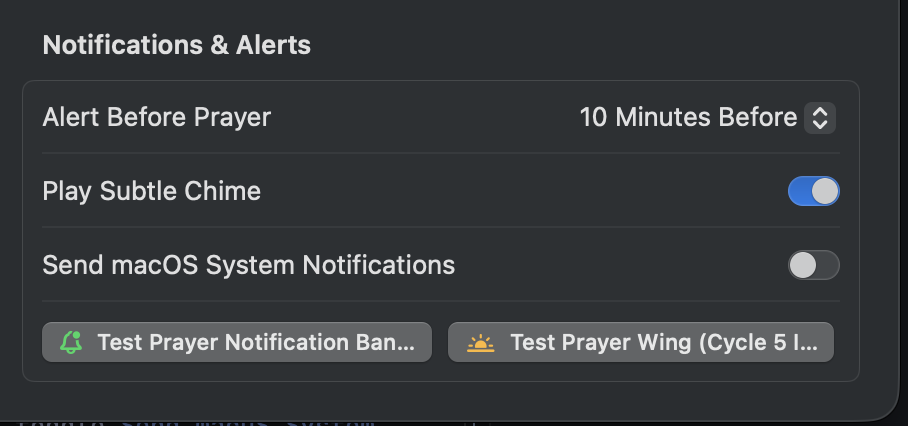 Notifications & Alerts
Alert Before Prayer 10 Minutes Before
Play Subtle Chime
Send macOS System Notifications
Test Prayer Notification Ban... Test Prayer Wing (Cycle 5 I...